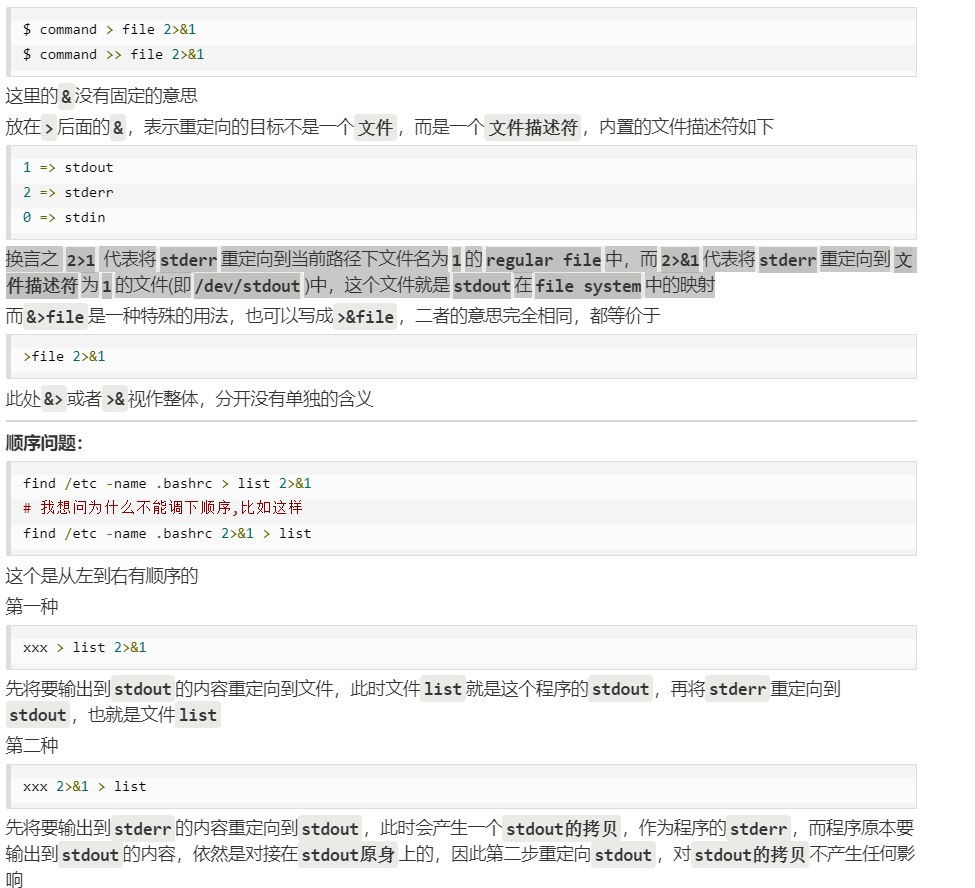 $ command > file 2>&1
$ command >> file 2>&1
这里的&没有固定的意思
放在>后面的&，表示重定向的目标不是一个文件，而是一个文件描述符，内置的文件描述符如下
1 => stdout
2 => stderr
0 => stdin
换言之 2>1 代表将stderr重定向到当前路径下文件名为1的regular file中，而2>&1代表将stderr重定向到文
件描述符为1的文件(即/dev/stdout)中，这个文件就是stdout在file system中的映射
而&>file是一种特殊的用法，也可以写成>&file，二者的意思完全相同，都等价于
>file 2>&1
此处&>或者>&视作整体，分开没有单独的含义
顺序问题：
find /etc -name .bashrc > list 2>&1
# 我想问为什么不能调下顺序,比如这样
find /etc -name .bashrc 2>&1 > list
这个是从左到右有顺序的
第一种
xxx > list 2>&1
先将要输出到stdout的内容重定向到文件，此时文件list就是这个程序的stdout，再将stderr重定向到
stdout，也就是文件list
第二种
xxx 2>&1 > list
先将要输出到stderr的内容重定向到stdout，此时会产生一个stdout的拷贝，作为程序的stderr，而程序原本要
输出到stdout的内容，依然是对接在stdout原身上的，因此第二步重定向stdout，对stdout的拷贝不产生任何影
响